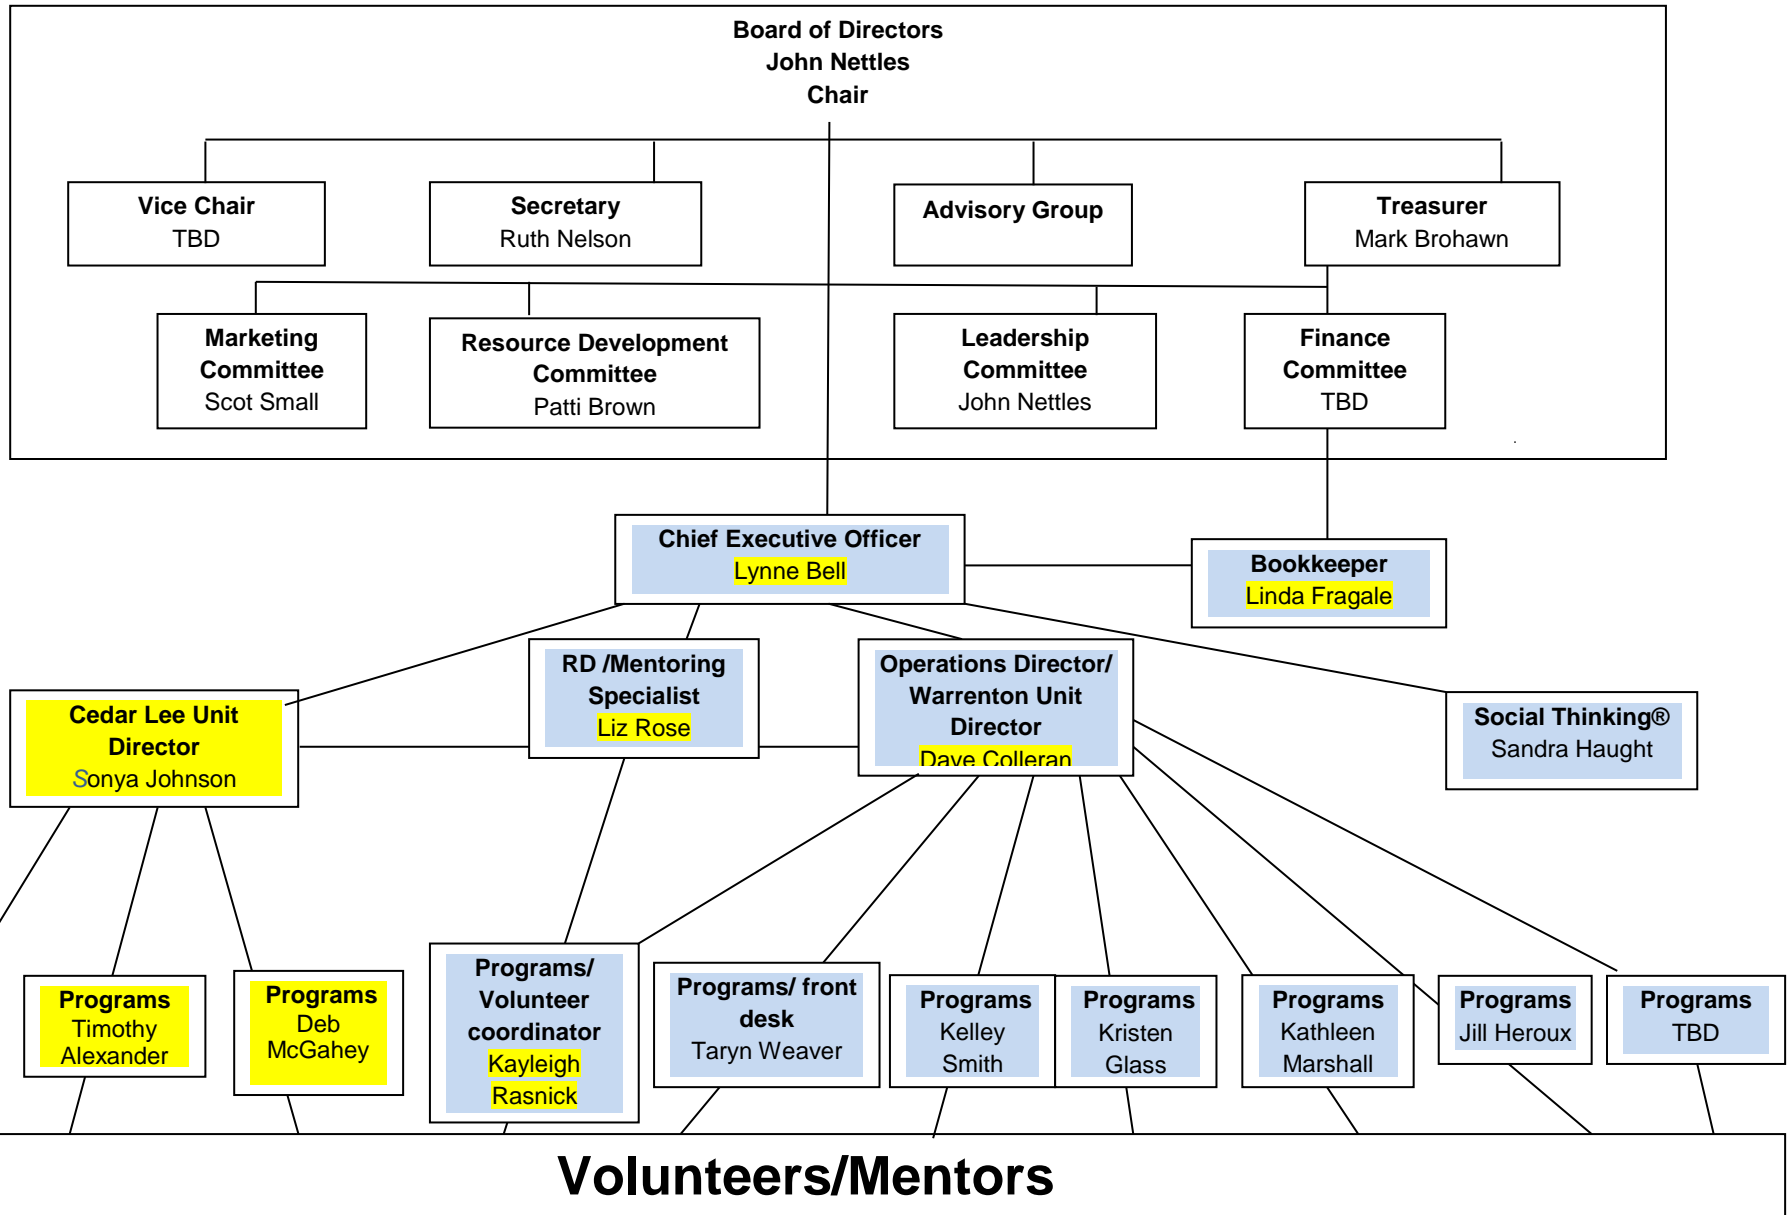 Board of Directors
John Nettles
Chair
Vice Chair
TBD
Secretary
Ruth Nelson
Advisory Group
Treasurer
Mark Brohawn
Marketing
Committee
Scot Small
Resource Development
Committee
Patti Brown
Leadership
Committee
John Nettles
Finance
Committee
TBD
Chief Executive Officer
Lynne Bell
Bookkeeper
Linda Fragale
Cedar Lee Unit
Director
Sonya Johnson
RD /Mentoring
Specialist
Liz Rose
Operations Director/
Warrenton Unit
Director
Dave Colleran
Social Thinking®
Sandra Haught
Programs
Timothy
Alexander
Programs
Deb
McGahey
Programs/
Volunteer
coordinator
Kayleigh
Rasnick
Programs/ front
desk
Taryn Weaver
Programs
Kelley
Smith
Programs
Kristen
Glass
Programs
Kathleen
Marshall
Programs
Jill Heroux
Programs
TBD
Volunteers/Mentors